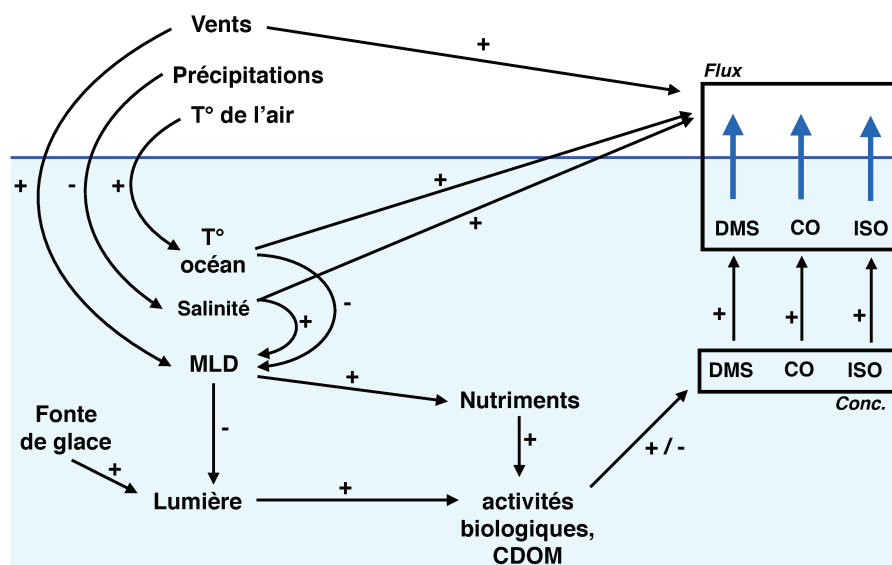 Vents
+
Précipitations
Flux
T° de l'air
+
-
+
+
T°
océan
+
DMS
CO
ISO
Salinité
-
+
+
+
+
MLD
DMS
CO
ISO
+
Conc.
Nutriments
Fonte
de glace
-
+
+ / -
+
+
Lumière
activités
biologiques,
CDOM